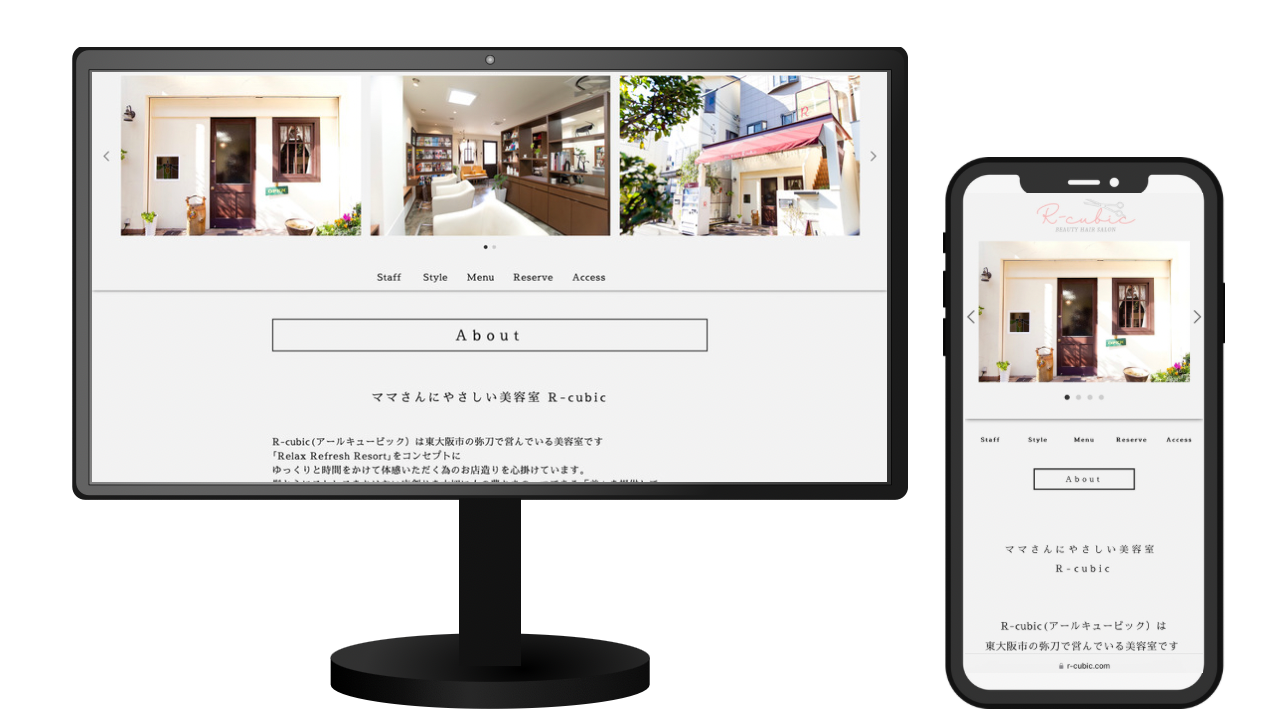 Staff Style Menu Reserve Access
About
ママさんにやさしい美容室 R-cubic
R-cubic(アールキュービック）は東大阪市の弥刀で営んでいる美容室です
「Relax Refresh Resort」をコンセプトに
ゆっくりと時間をかけて体感いただく為のお店造りを心掛けています。
R-cubic
BEAUTY HAIR SALON
Staff Style Menu Reserve Access
About
ママさんにやさしい美容室
R-cubic
R-cubic(アールキュービック）は
東大阪市の弥刀で営んでいる美容室です
r-cubic.com